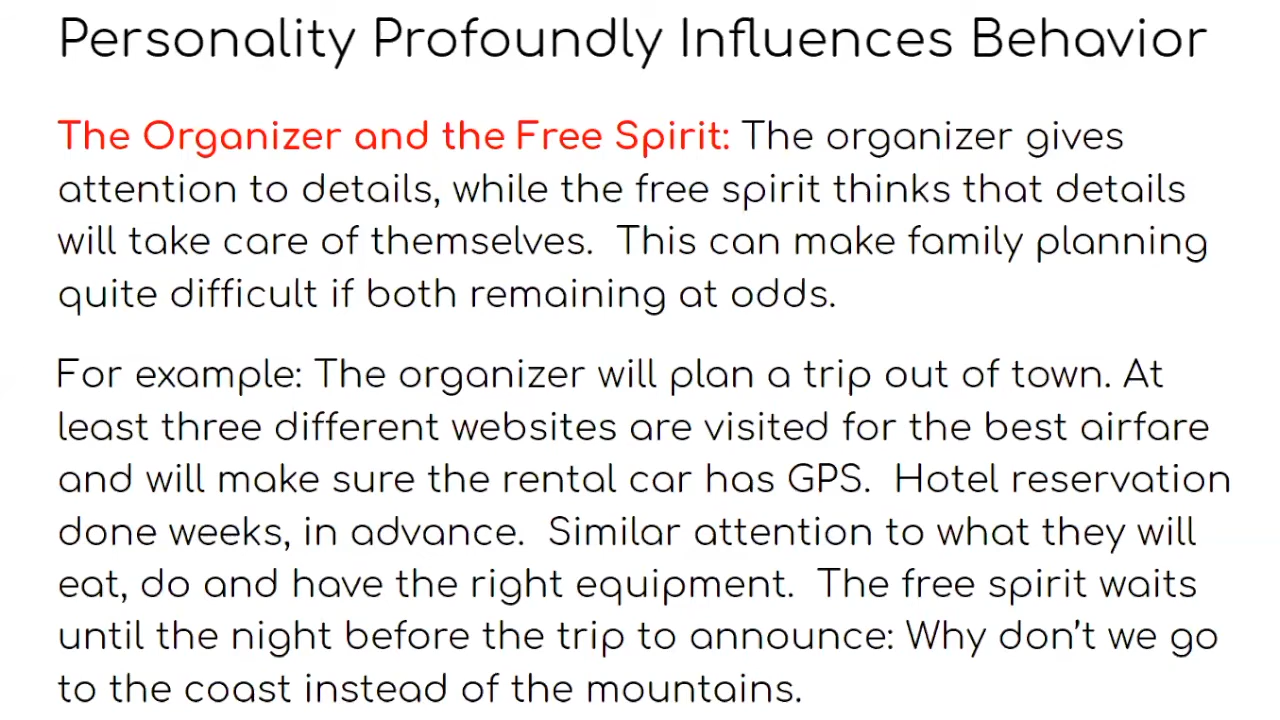 Personality Profoundly Influences Behavior
The Organizer and the Free Spirit: The organizer gives
attention to details, while the free spirit thinks that details
will take care of themselves.  This can make family planning
quite difficult if both remaining at odds.
For example: The organizer will plan a trip out of town. At
least three different websites are visited for the best airfare
and will make sure the rental car has GPS.  Hotel reservation
done weeks, in advance.  Similar attention to what they will
eat, do and have the right equipment.  The free spirit waits
until the night before the trip to announce: Why don't we go
to the coast instead of the mountains.